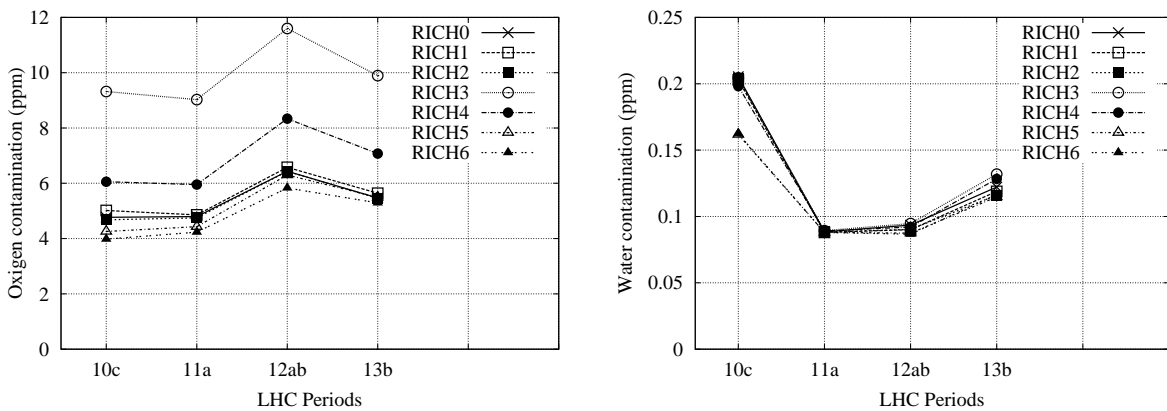 Oxigen contamination (ppm)
12
10
8
6
4
2
0
10c 11a 12ab 13b
LHC Periods
RICH0
RICH1
RICH2
RICH3
RICH4
RICH5
RICH6
Water contamination (ppm)
0.25
0.2
0.15
0.1
0.05
0
10c 11a 12ab 13b
LHC Periods
RICH0
RICH1
RICH2
RICH3
RICH4
RICH5
RICH6